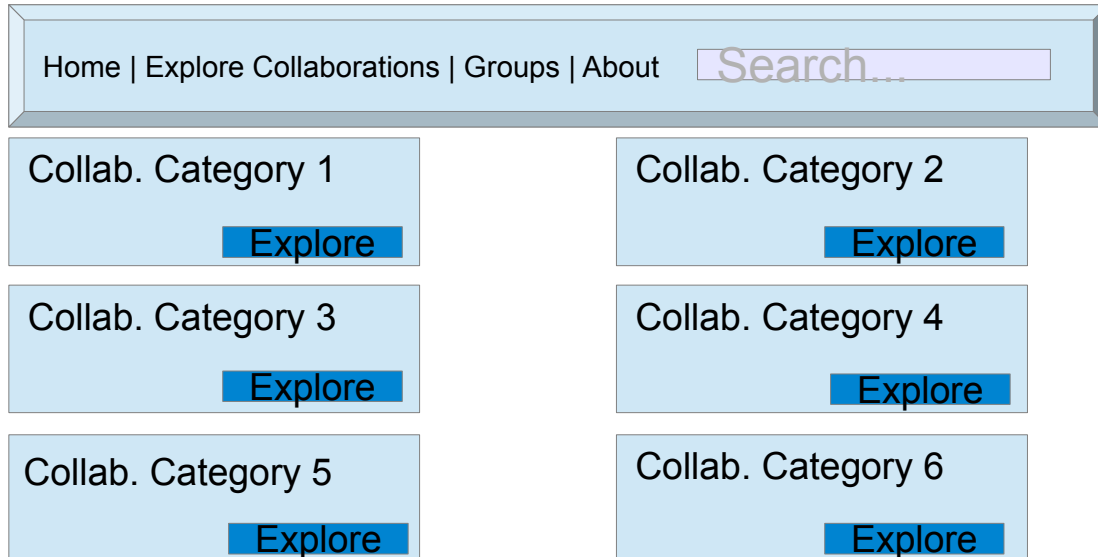 Home | Explore Collaborations | Groups | About
Search...
Collab. Category 1
Explore
Collab. Category 2
Explore
Collab. Category 3
Explore
Collab. Category 4
Explore
Collab. Category 5
Explore
Collab. Category 6
Explore